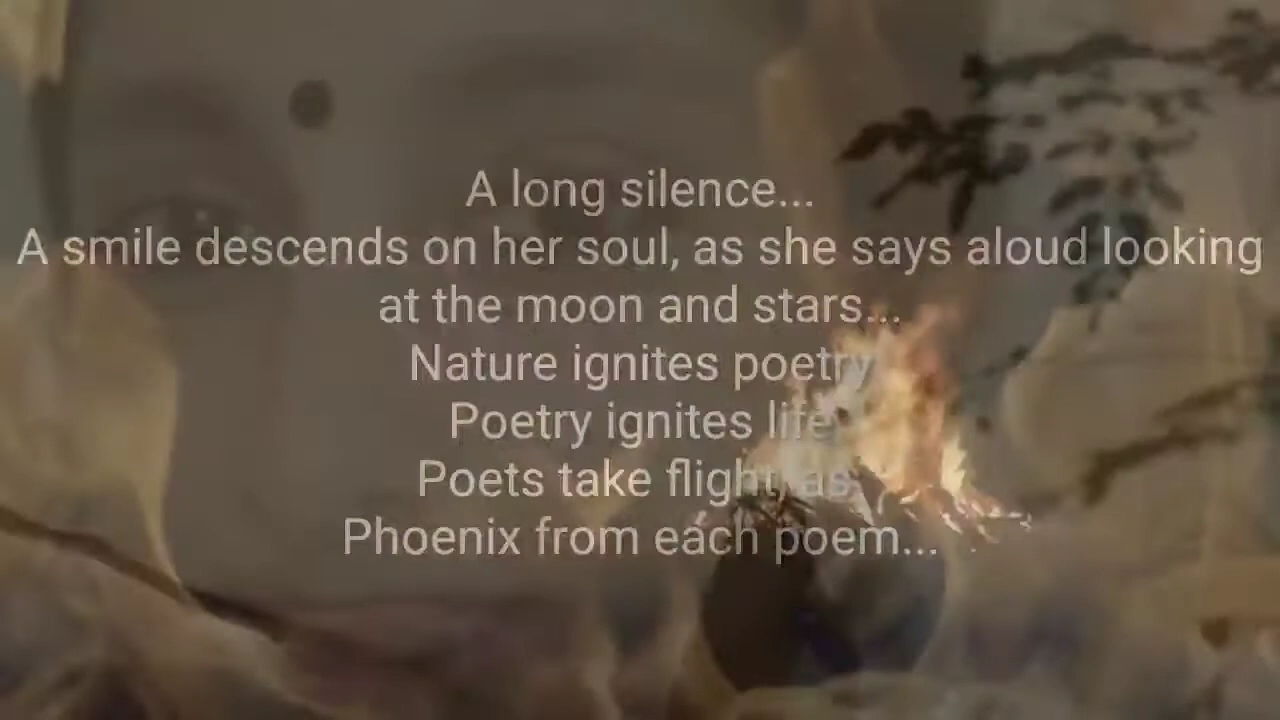 A long silence...
A smile descends on her soul, as she says aloud looking
at the moon and stars...
Nature ignites poetry
Poetry ignites life
Poets take flight as
Phoenix from each poem...